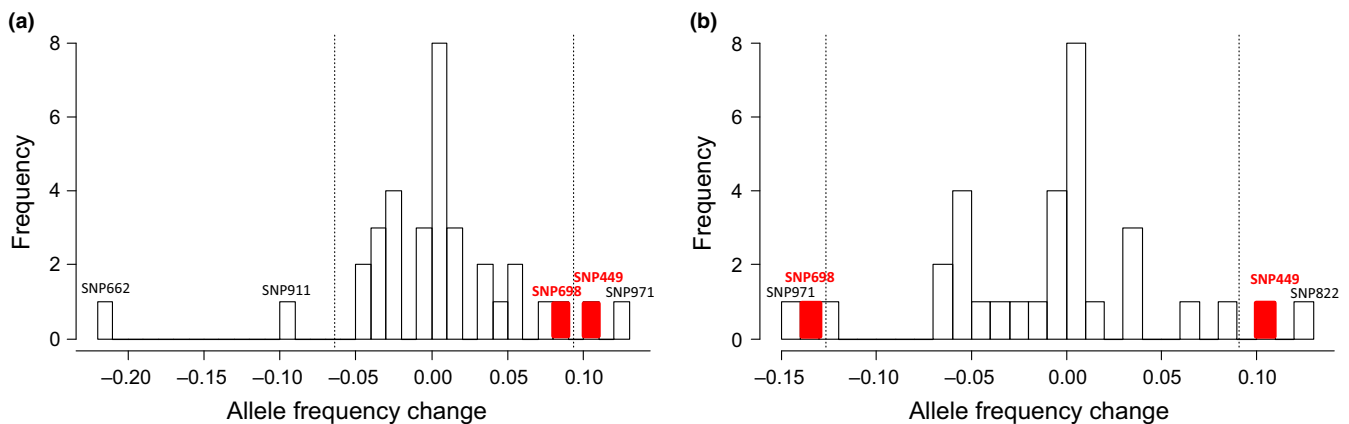 (a)
8
6
4
2
0
Frequency
SNP662
SNP911
SNP698
SNP449
SNP971
–0.20
–0.15
–0.10
–0.05
0.00
0.05
0.10
Allele frequency change
(b)
8
6
4
2
0
Frequency
SNP698
SNP971
SNP449
SNP822
–0.15
–0.10
–0.05
0.00
0.05
0.10
Allele frequency change